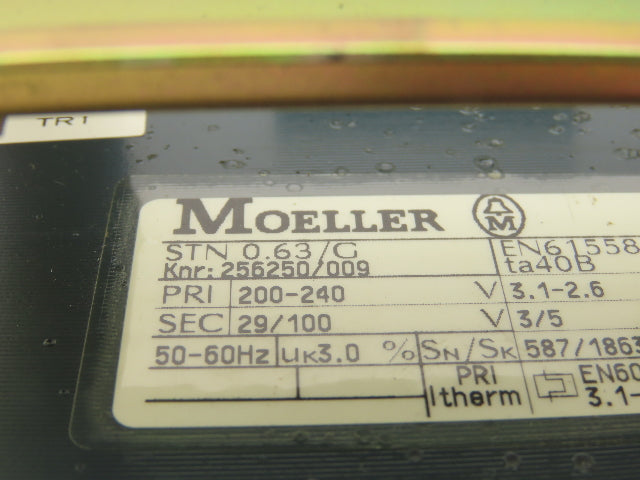 TR1
MOELLER AM
STN 0.63/G EN61558
Knr: 256250/009 ta40B
PRI 200-240 V 3.1-2.6
SEC 29/100 V 3/5
50-60Hz uK3.0 % SN/SK 587/1863
PRI EN60
Itherm 3.1-